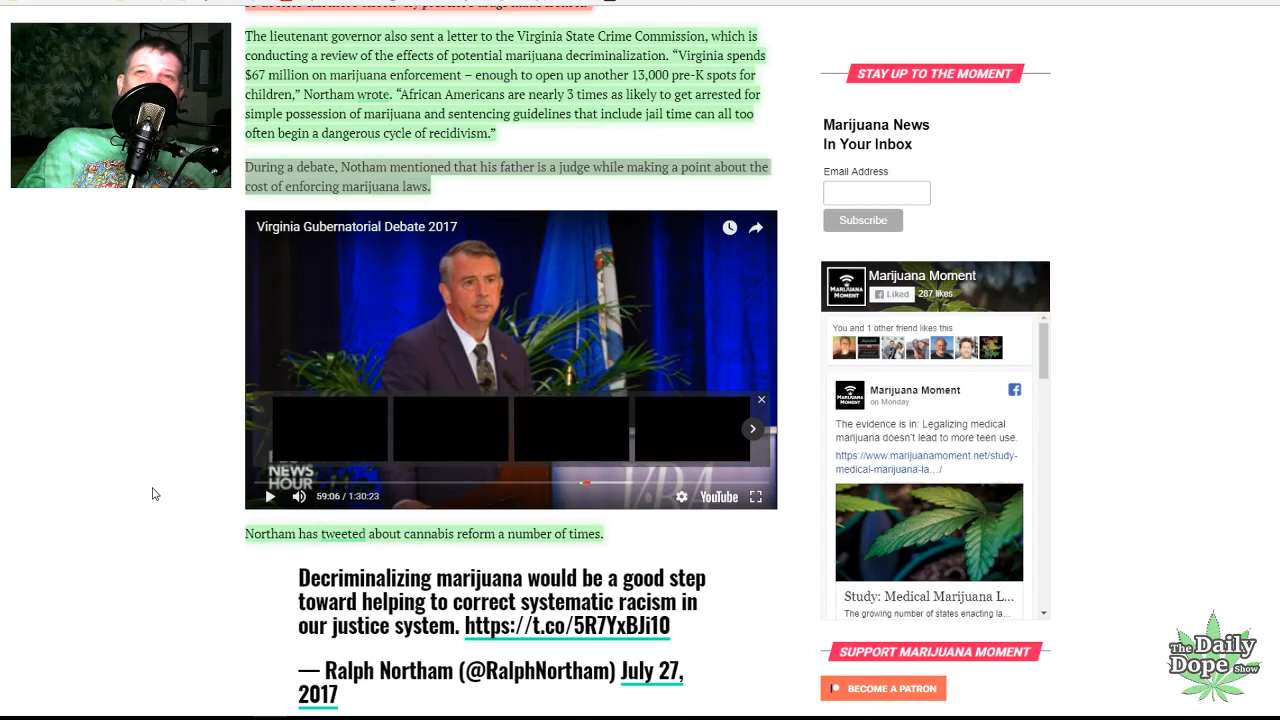 The lieutenant governor also sent a letter to the Virginia State Crime Commission, which is
conducting a review of the effects of potential marijuana decriminalization. “Virginia spends
$67 million on marijuana enforcement – enough to open up another 13,000 pre-K spots for
children,” Northam wrote. “African Americans are nearly 3 times as likely to get arrested for
simple possession of marijuana and sentencing guidelines that include jail time can all too
often begin a dangerous cycle of recidivism.”
During a debate, Notham mentioned that his father is a judge while making a point about the
cost of enforcing marijuana laws.
Virginia Gubernatorial Debate 2017
NEWS
HOUR
59:06 / 1:30:23
YouTube
Northam has tweeted about cannabis reform a number of times.
Decriminalizing marijuana would be a good step
toward helping to correct systematic racism in
our justice system. https://t.co/5R7YxBJi10
— Ralph Northam (@RalphNortham) July 27,
2017
STAY UP TO THE MOMENT
Marijuana News
In Your Inbox
Email Address
Subscribe
MARIJUANA
MOMENT
Marijuana Moment
Liked
287 likes
You and 1 other friend likes this
MARIJUANA
MOMENT
Marijuana Moment
on Monday
The evidence is in: Legalizing medical
marijuana doesn't lead to more teen use.
https://www.marijuanamoment.net/study-
medical-marijuana-la.../
Study: Medical Marijuana L...
The growing number of states enacting la...
SUPPORT MARIJUANA MOMENT
BECOME A PATRON
The Daily
Dope Show